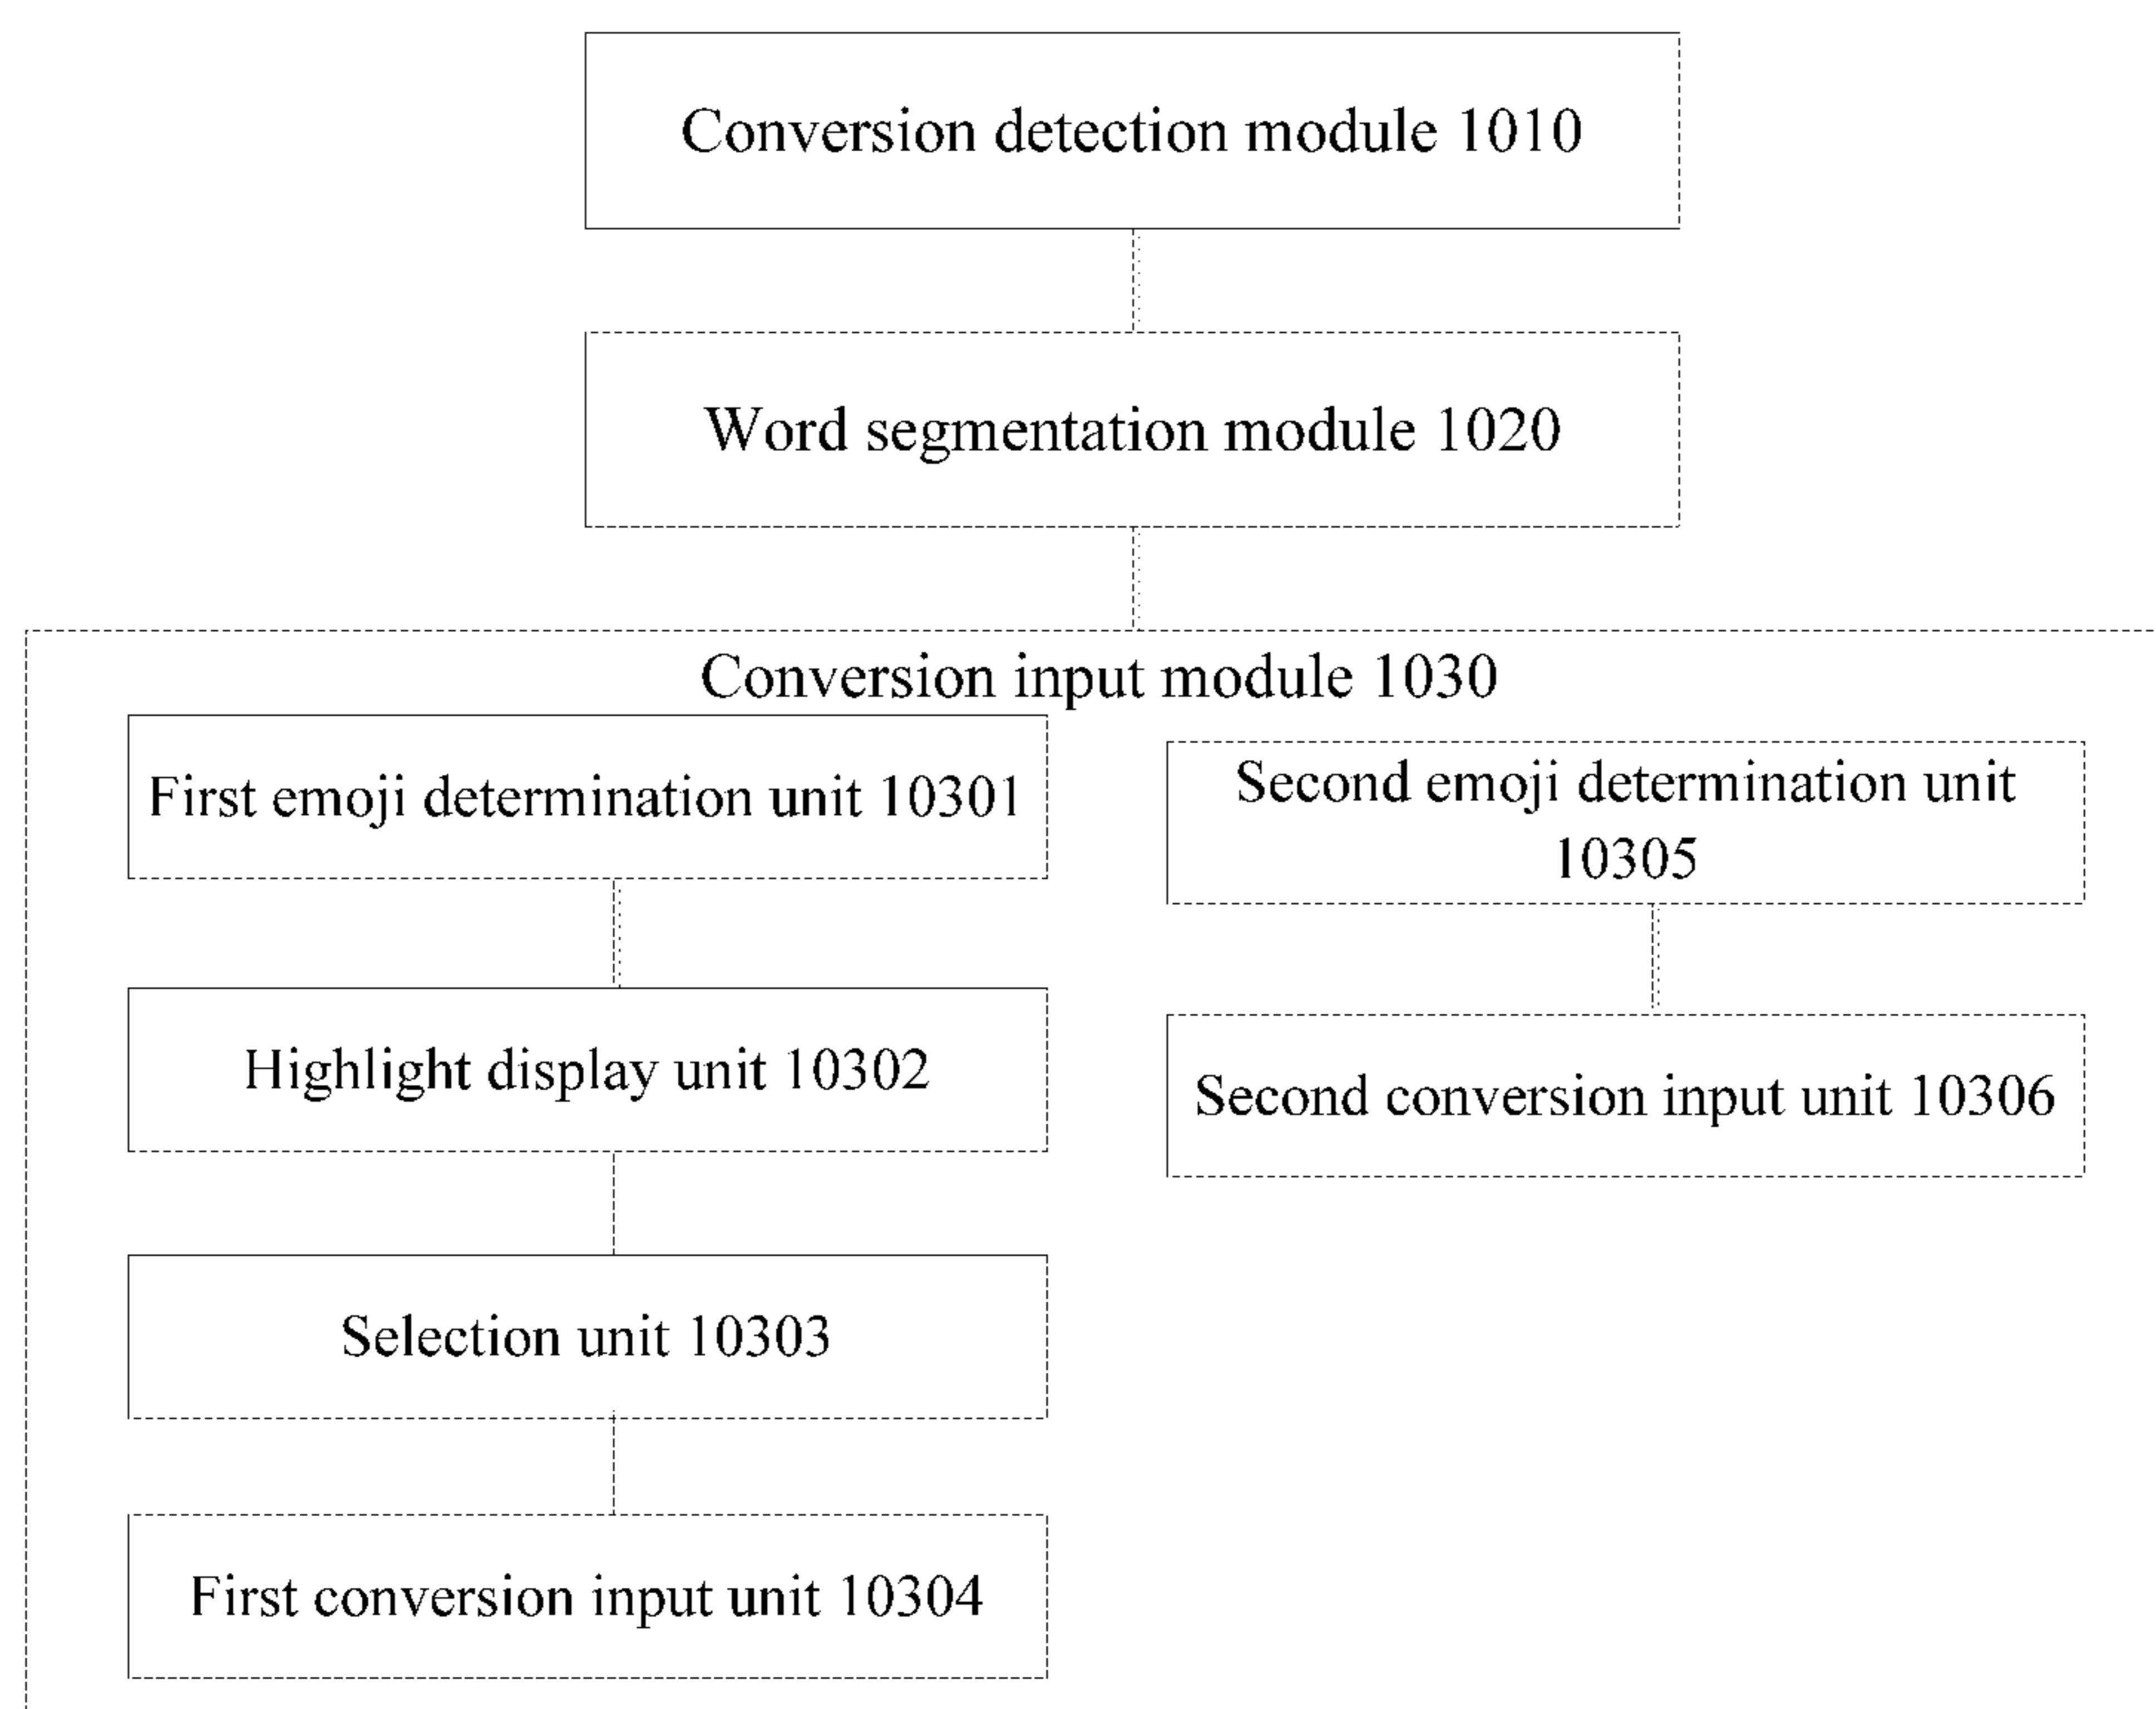 Conversion detection module 1010
Word segmentation module 1020
Conversion input module 1030
First emoji determination unit 10301
Highlight display unit 10302
Selection unit 10303
First conversion input unit 10304
Second emoji determination unit
10305
Second conversion input unit 10306